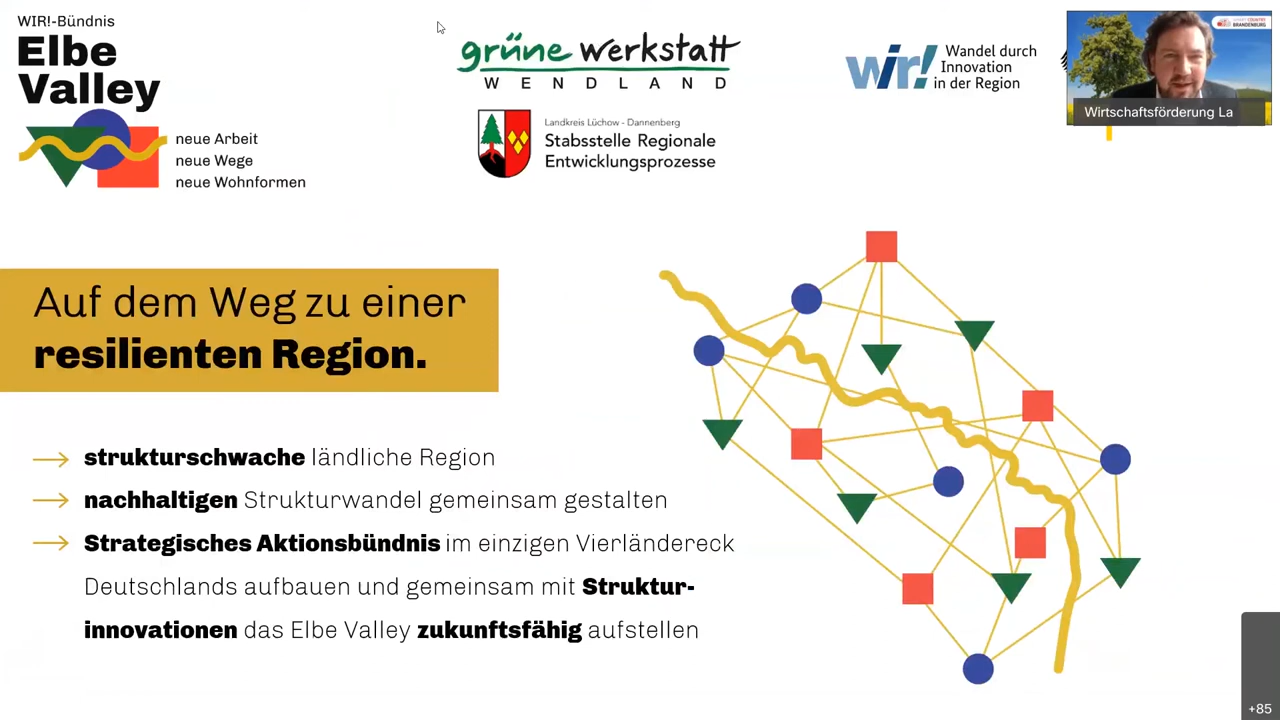 WIR!-Bündnis
Elbe
Valley
neue Arbeit
neue Wege
neue Wohnformen
grüne werkstatt
WENDLAND
Landkreis Lüchow - Dannenberg
Stabsstelle Regionale
Entwicklungsprozesse
wir!
Wandel durch
Innovation
in der Region
BRANDENBURG
Wirtschaftsförderung La
Auf dem Weg zu einer
resilienten Region.
strukturschwache ländliche Region
nachhaltigen Strukturwandel gemeinsam gestalten
Strategisches Aktionsbündnis im einzigen Vierländereck
Deutschlands aufbauen und gemeinsam mit Struktur-
innovationen das Elbe Valley zukunftsfähig aufstellen
+85